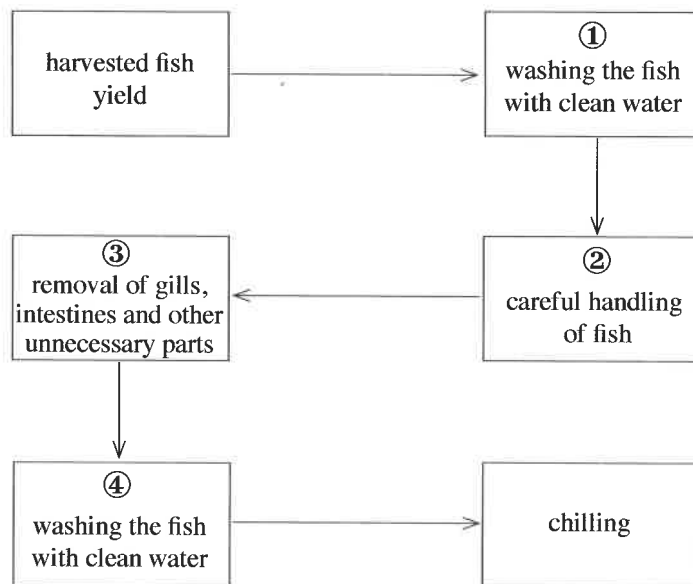 harvested fish
yield
①
washing the fish
with clean water
②
careful handling
of fish
③
removal of gills,
intestines and other
unnecessary parts
④
washing the fish
with clean water
chilling